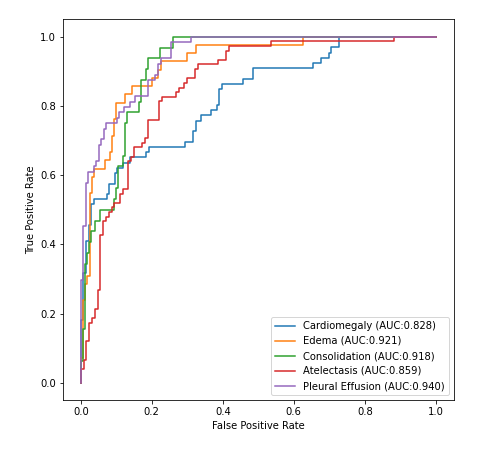 1.0
0.8
0.6
0.4
0.2
0.0
True Positive Rate
Cardiomegaly (AUC:0.828)
Edema (AUC:0.921)
Consolidation (AUC:0.918)
Atelectasis (AUC:0.859)
Pleural Effusion (AUC:0.940)
0.0 0.2 0.4 0.6 0.8 1.0
False Positive Rate